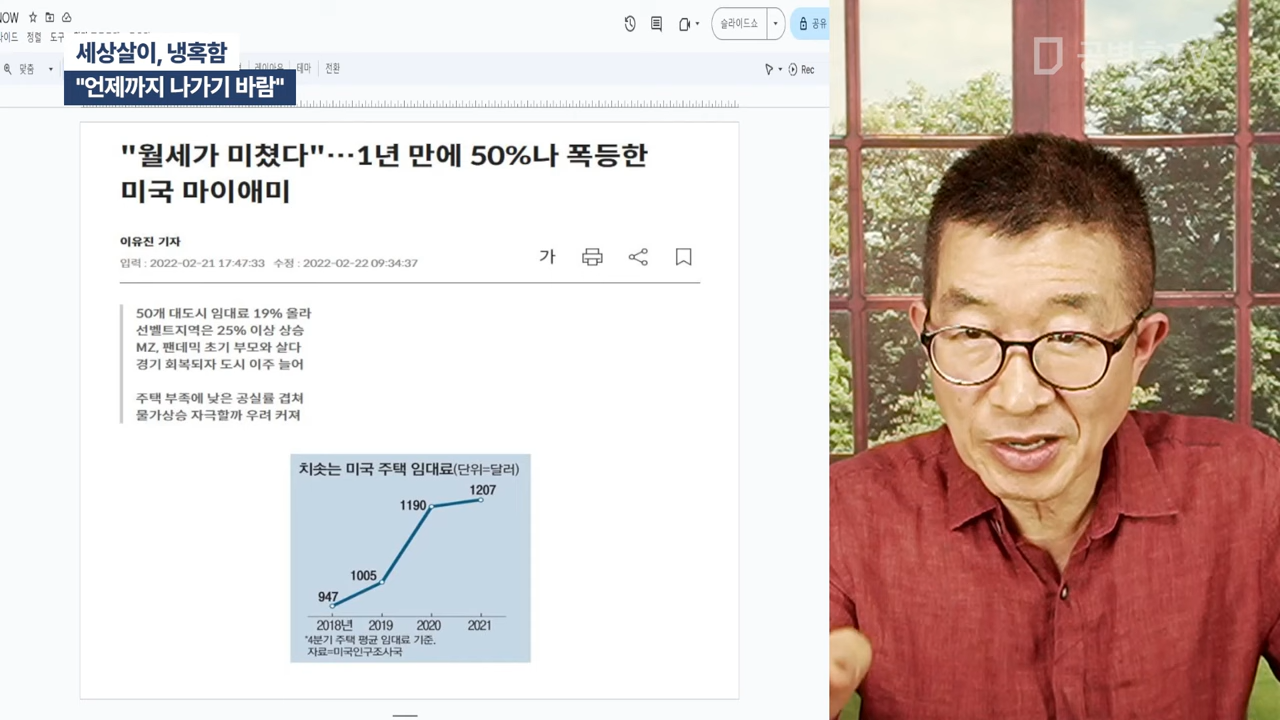 슬라이드쇼
공유
정렬
도구
세상살이, 냉혹함
맞춤
테마
전환
Rec
"언제까지 나가기 바람"
"월세가 미쳤다"…1년 만에 50%나 폭등한
미국 마이애미
이유진 기자
입력 : 2022-02-21 17:47:33 수정 : 2022-02-22 09:34:37
가
50개 대도시 임대료 19% 올라
선벨트지역은 25% 이상 상승
MZ, 팬데믹 초기 부모와 살다
경기 회복되자 도시 이주 늘어
주택 부족에 낮은 공실률 겹쳐
물가상승 자극할까 우려 커져
치솟는 미국 주택 임대료(단위=달러)
1207
1190
1005
947
2018년 2019 2020 2021
*4분기 주택 평균 임대료 기준.
자료=미국인구조사국